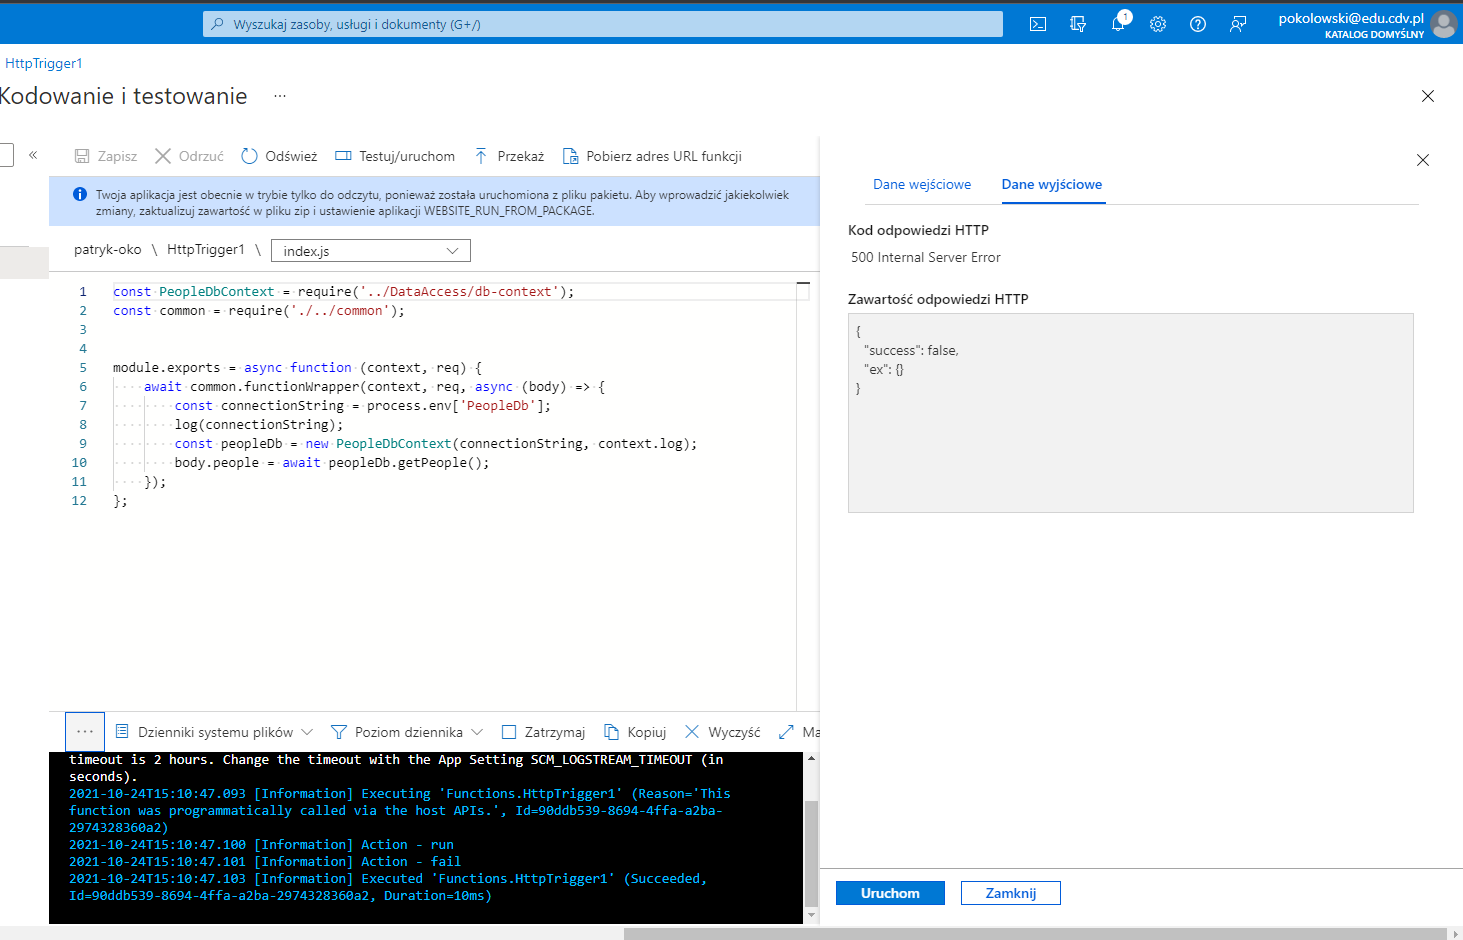 Wyszukaj zasoby, usługi i dokumenty (G+/)
1
pokolowski@edu.cdv.pl
KATALOG DOMYŚLNY
HttpTrigger1
Kodowanie i testowanie ...
«
Zapisz Odrzuć Odśwież Testuj/uruchom Przekaż Pobierz adres URL funkcji
Twoja aplikacja jest obecnie w trybie tylko do odczytu, ponieważ została uruchomiona z pliku pakietu. Aby wprowadzić jakiekolwiek
zmiany, zaktualizuj zawartość w pliku zip i ustawienie aplikacji WEBSITE_RUN_FROM_PACKAGE.
patryk-oko \ HttpTrigger1 \ index.js
1 const PeopleDbContext = require('../DataAccess/db-context');
2 const common = require('./../common');
3
4
5 module.exports = async function (context, req) {
6     await common.functionWrapper(context, req, async (body) => {
7         const connectionString = process.env['PeopleDb'];
8         log(connectionString);
9         const peopleDb = new PeopleDbContext(connectionString, context.log);
10         body.people = await peopleDb.getPeople();
11     });
12 };
... Dzienniki systemu plików Poziom dziennika Zatrzymaj Kopiuj Wyczyść Ma
timeout is 2 hours. Change the timeout with the App Setting SCM_LOGSTREAM_TIMEOUT (in
seconds).
2021-10-24T15:10:47.093 [Information] Executing 'Functions.HttpTrigger1' (Reason='This
function was programmatically called via the host APIs.', Id=90ddb539-8694-4ffa-a2ba-
2974328360a2)
2021-10-24T15:10:47.100 [Information] Action - run
2021-10-24T15:10:47.101 [Information] Action - fail
2021-10-24T15:10:47.103 [Information] Executed 'Functions.HttpTrigger1' (Succeeded,
Id=90ddb539-8694-4ffa-a2ba-2974328360a2, Duration=10ms)
Dane wejściowe Dane wyjściowe
Kod odpowiedzi HTTP
500 Internal Server Error
Zawartość odpowiedzi HTTP
{
"success": false,
"ex": {}
}
Uruchom Zamknij